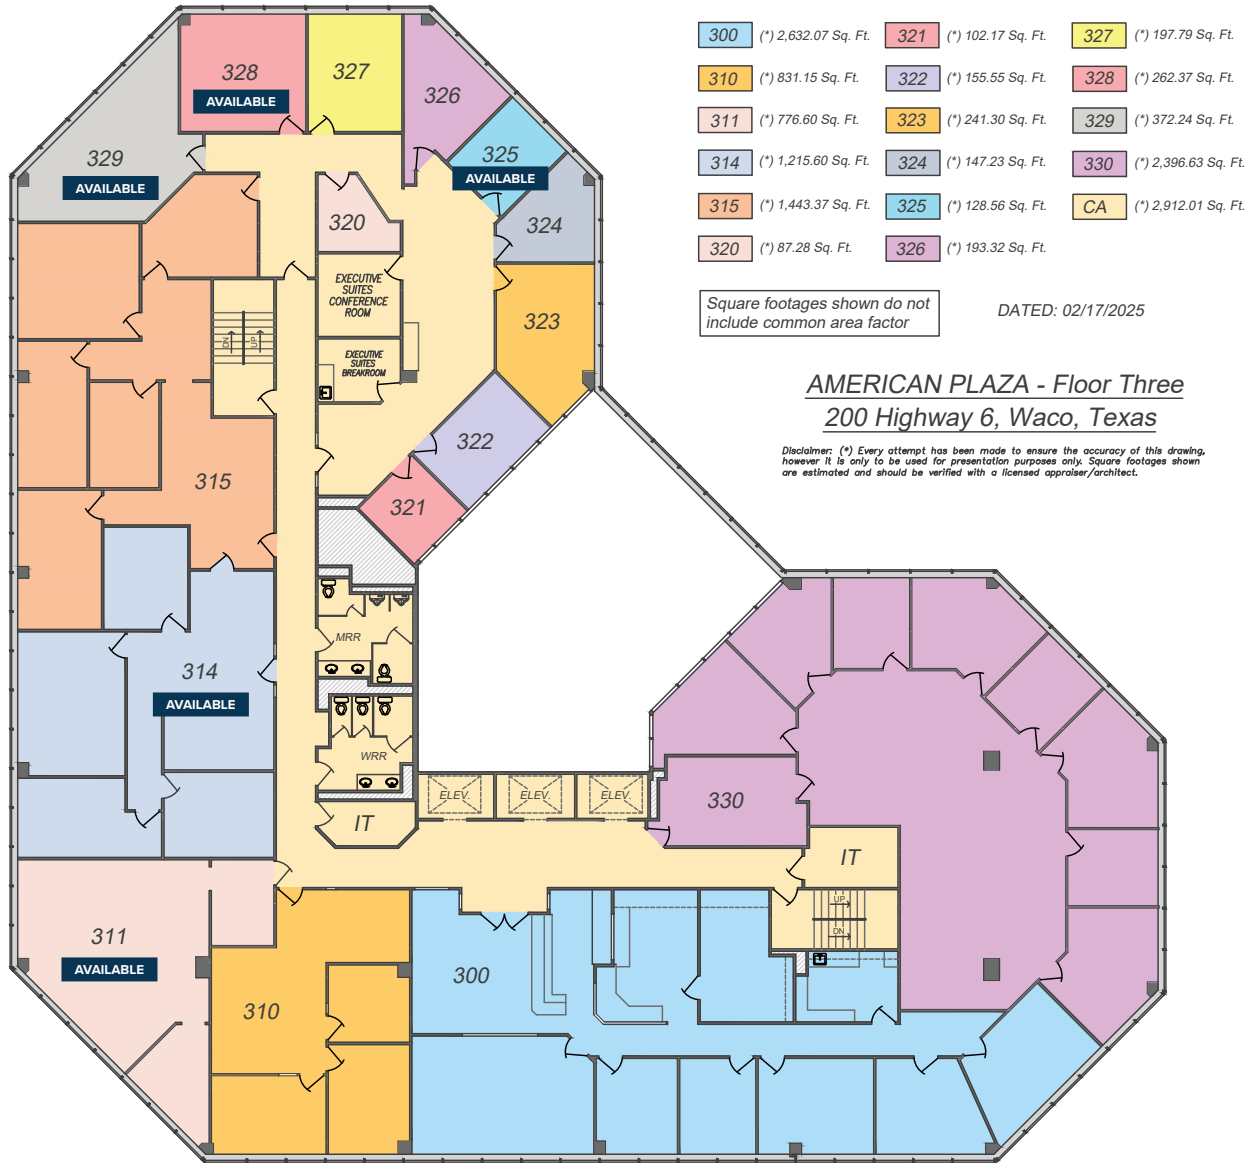 300 (*) 2,632.07 Sq. Ft.
310 (*) 831.15 Sq. Ft.
311 (*) 776.60 Sq. Ft.
314 (*) 1,215.60 Sq. Ft.
315 (*) 1,443.37 Sq. Ft.
320 (*) 87.28 Sq. Ft.
321 (*) 102.17 Sq. Ft.
322 (*) 155.55 Sq. Ft.
323 (*) 241.30 Sq. Ft.
324 (*) 147.23 Sq. Ft.
325 (*) 128.56 Sq. Ft.
326 (*) 193.32 Sq. Ft.
327 (*) 197.79 Sq. Ft.
328 (*) 262.37 Sq. Ft.
329 (*) 372.24 Sq. Ft.
330 (*) 2,396.63 Sq. Ft.
CA (*) 2,912.01 Sq. Ft.
Square footages shown do not
include common area factor
DATED: 02/17/2025
AMERICAN PLAZA - Floor Three
200 Highway 6, Waco, Texas
Disclaimer: (*) Every attempt has been made to ensure the accuracy of this drawing,
however it is only to be used for presentation purposes only. Square footages shown
are estimated and should be verified with a licensed appraiser/architect.
328
AVAILABLE
327
326
329
AVAILABLE
325
AVAILABLE
320
324
EXECUTIVE
SUITES
CONFERENCE
ROOM
323
DN
UP
EXECUTIVE
SUITES
BREAKROOM
322
315
321
MRR
314
AVAILABLE
WRR
ELEV.
ELEV.
ELEV.
330
IT
IT
UP
DN
311
AVAILABLE
300
310